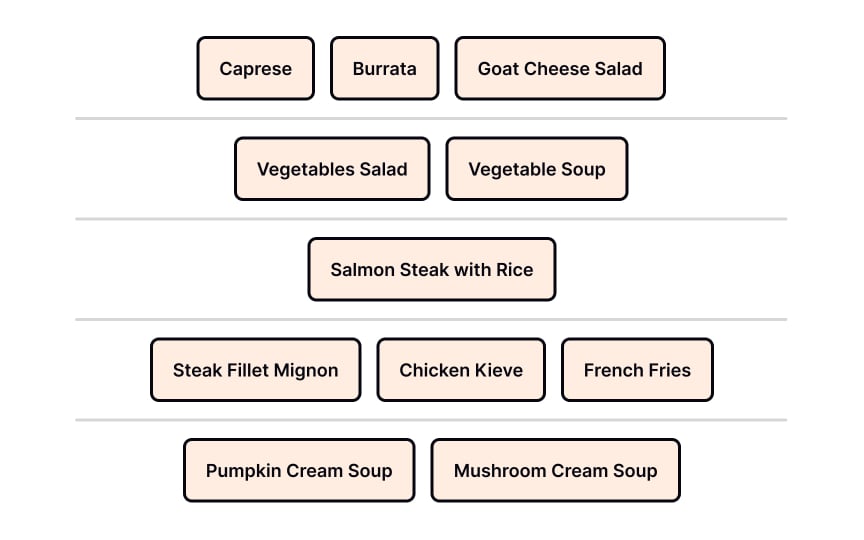 Caprese Burrata Goat Cheese Salad
Vegetables Salad Vegetable Soup
Salmon Steak with Rice
Steak Fillet Mignon Chicken Kieve French Fries
Pumpkin Cream Soup Mushroom Cream Soup